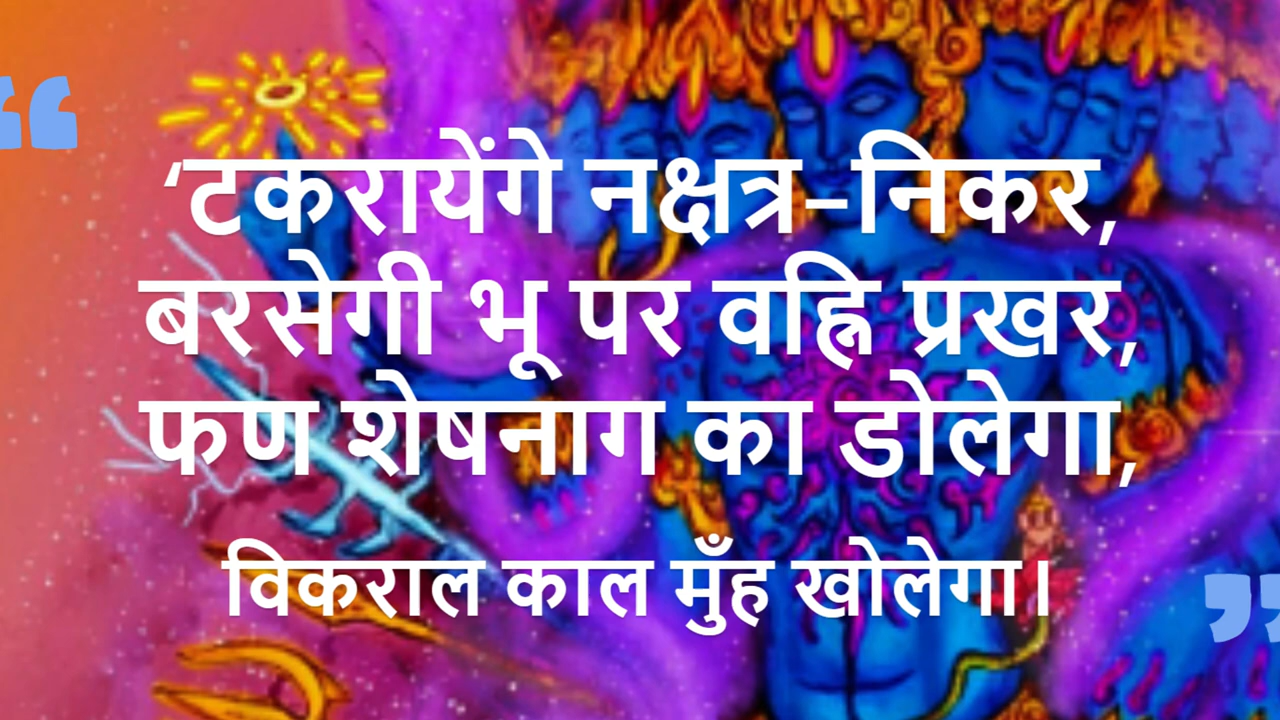 “
‘टकरायेंगे नक्षत्र–निकर,
बरसेगी भू पर वह्नि प्रखर,
फण शेषनाग का डोलेगा,
विकराल काल मुँह खोलेगा।
”